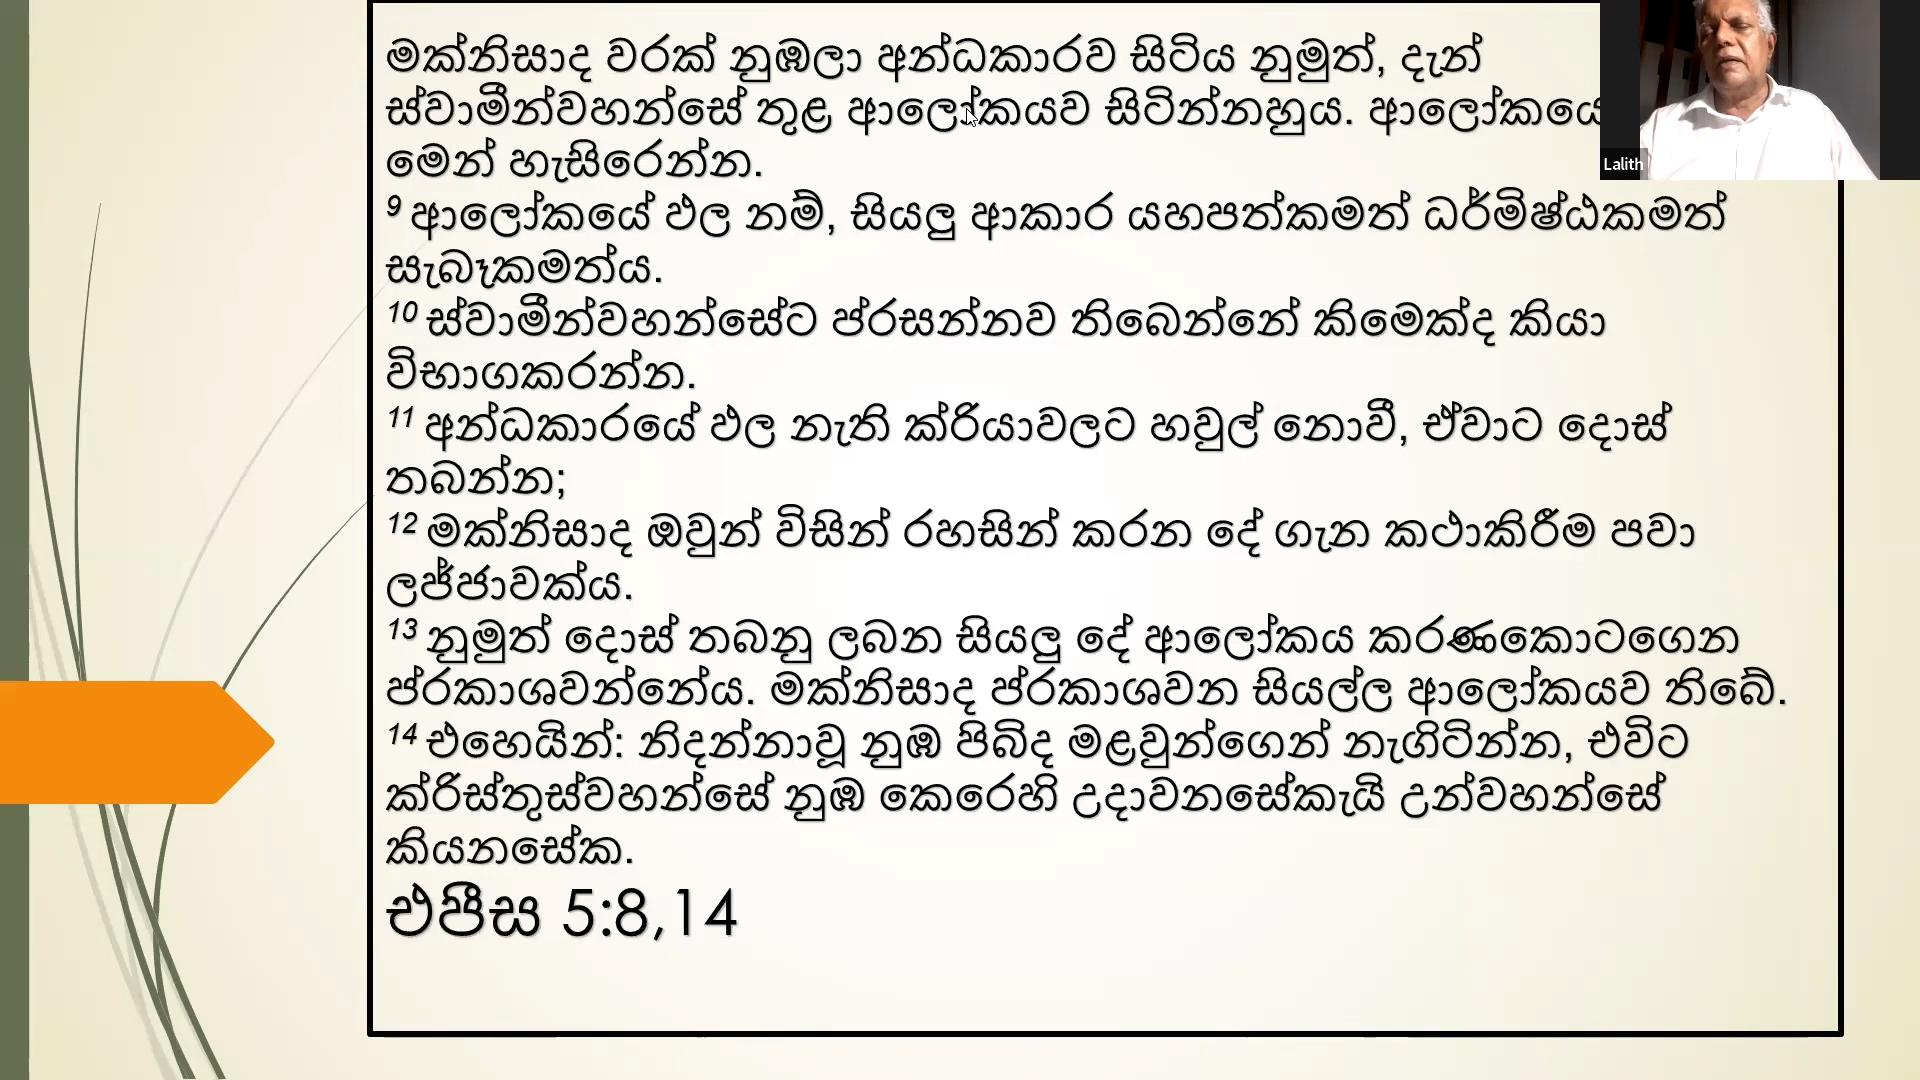 මක්නිසාද වරක් නුඹලා අන්ධකාරව සිටිය නුමුත්, දැන්
ස්වාමීන්වහන්සේ තුළ ආලෝකයව සිටින්නහුය. ආලෝකයෙ
මෙන් හැසිරෙන්න.
9 ආලෝකයේ ඵල නම්, සියලු ආකාර යහපත්කමත් ධර්මිෂ්ඨකමත්
සැබෑකමත්ය.
10 ස්වාමීන්වහන්සේට ප්රසන්නව තිබෙන්නේ කිමෙක්ද කියා
විභාගකරන්න.
11 අන්ධකාරයේ ඵල නැති ක්රියාවලට හවුල් නොවී, ඒවාට දොස්
තබන්න;
12 මක්නිසාද ඔවුන් විසින් රහසින් කරන දේ ගැන කථාකිරීම පවා
ලජ්ජාවක්ය.
13 නුමුත් දොස් තබනු ලබන සියලු දේ ආලෝකය කරණකොටගෙන
ප්රකාශවන්නේය. මක්නිසාද ප්රකාශවන සියල්ල ආලෝකයව තිබේ.
14 එහෙයින්: නිදන්නාවූ නුඹ පිබිද මළවුන්ගෙන් නැගිටින්න, එවිට
ක්රිස්තුස්වහන්සේ නුඹ කෙරෙහි උදාවනසේකැයි උන්වහන්සේ
කියනසේක.
එපීස 5:8,14
Lalith